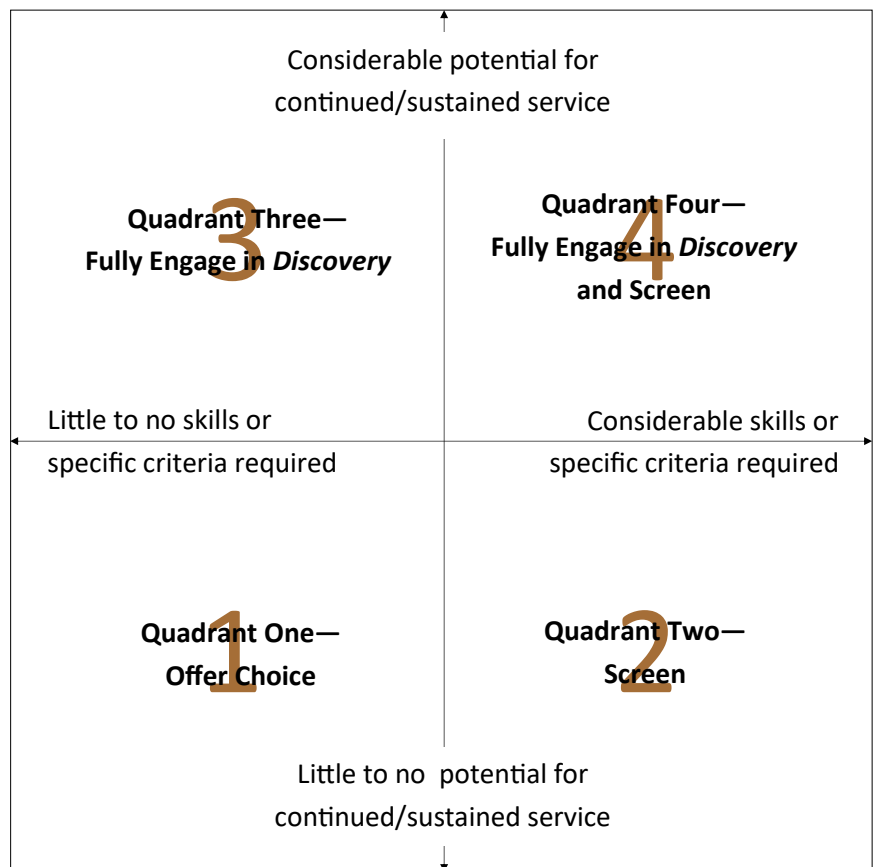 Considerable potential for
continued/sustained service
3
Quadrant Three—
Fully Engage in Discovery
4
Quadrant Four—
Fully Engage in Discovery
and Screen
Little to no skills or
specific criteria required
Considerable skills or
specific criteria required
1
Quadrant One—
Offer Choice
2
Quadrant Two—
Screen
Little to no potential for
continued/sustained service